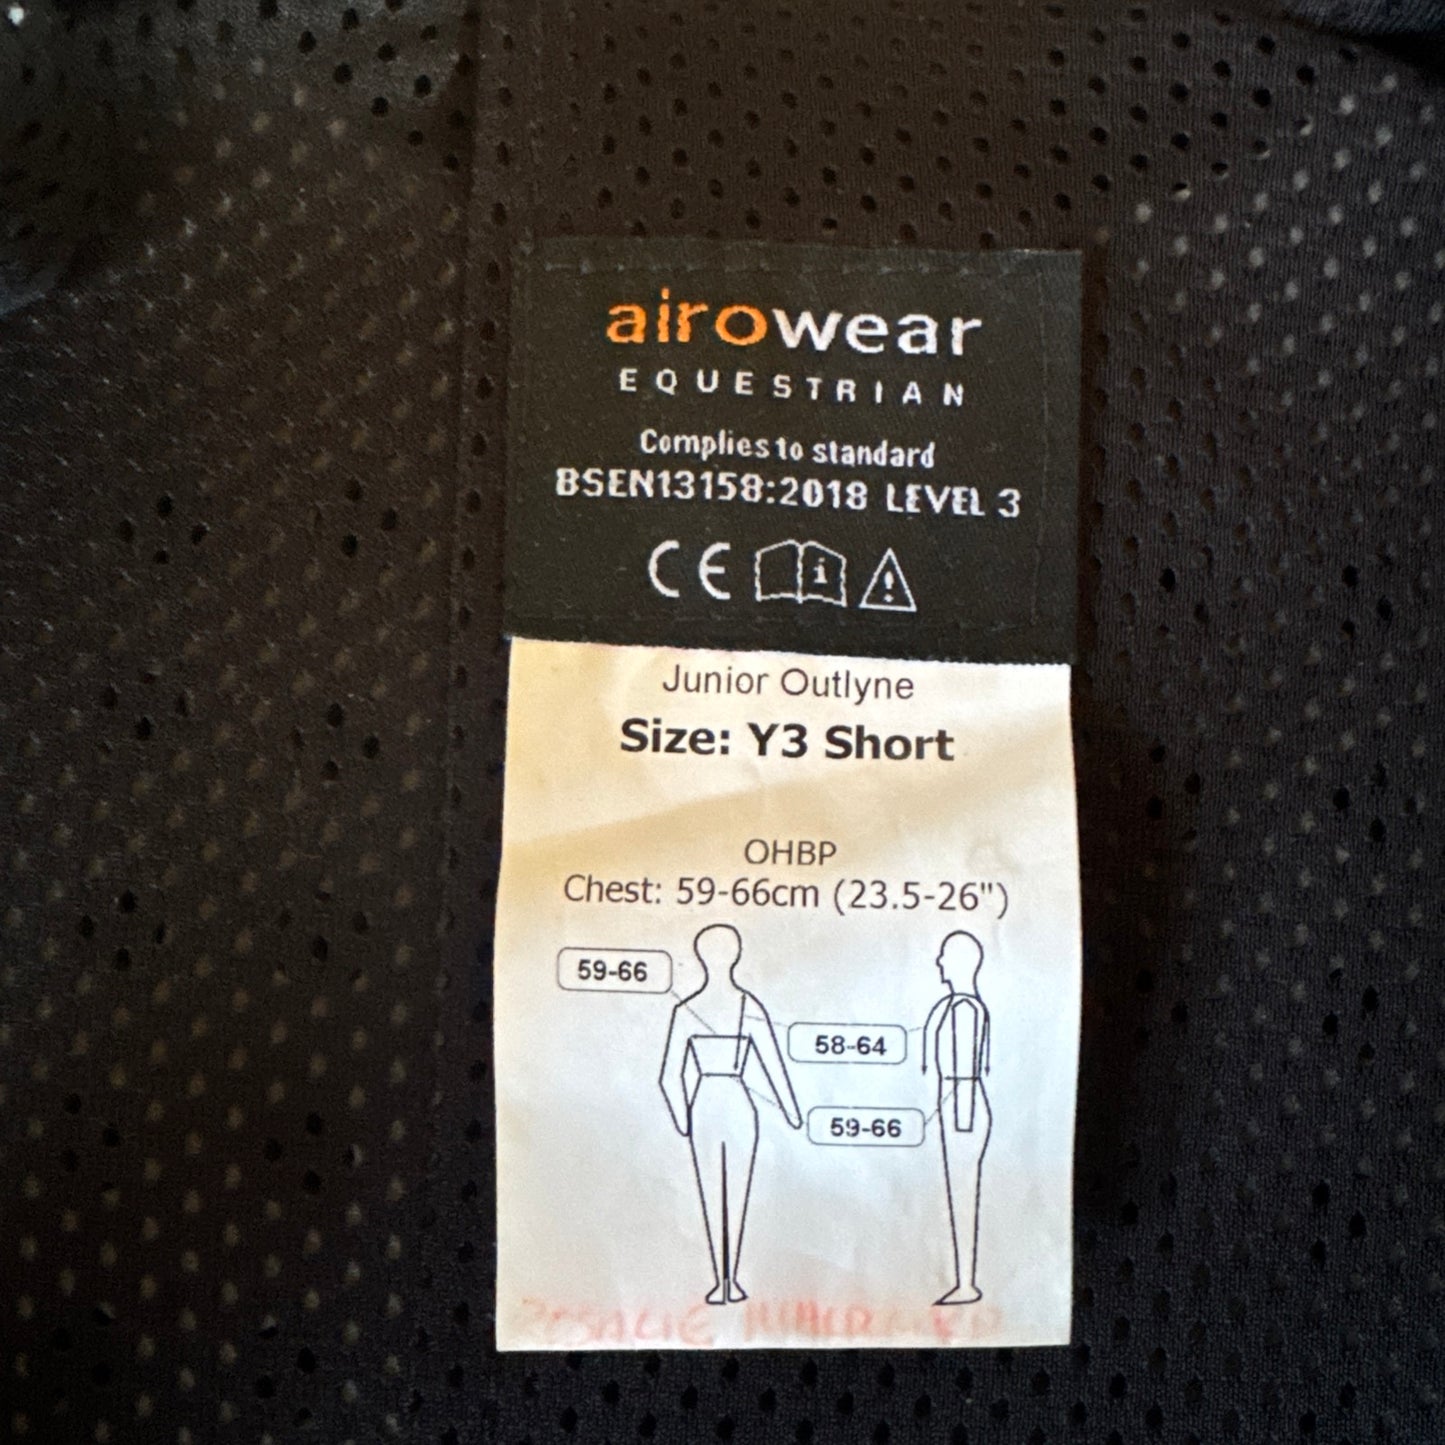 airowear
EQUESTRIAN
Complies to standard
BSEN13158:2018 LEVEL 3
CE i
Junior Outlyne
Size: Y3 Short
OHBP
Chest: 59-66cm (23.5-26")
59-66
58-64
59-66
ROSALIE